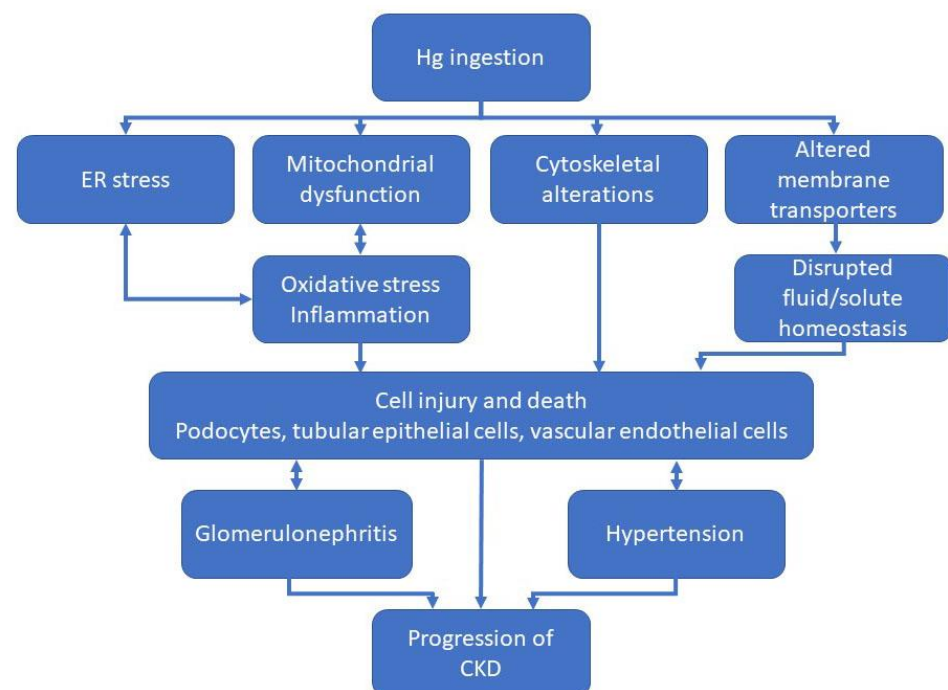 Hg ingestion
ER stress
Mitochondrial
dysfunction
Cytoskeletal
alterations
Altered
membrane
transporters
Oxidative stress
Inflammation
Disrupted
fluid/solute
homeostasis
Cell injury and death
Podocytes, tubular epithelial cells, vascular endothelial cells
Glomerulonephritis
Hypertension
Progression of
CKD